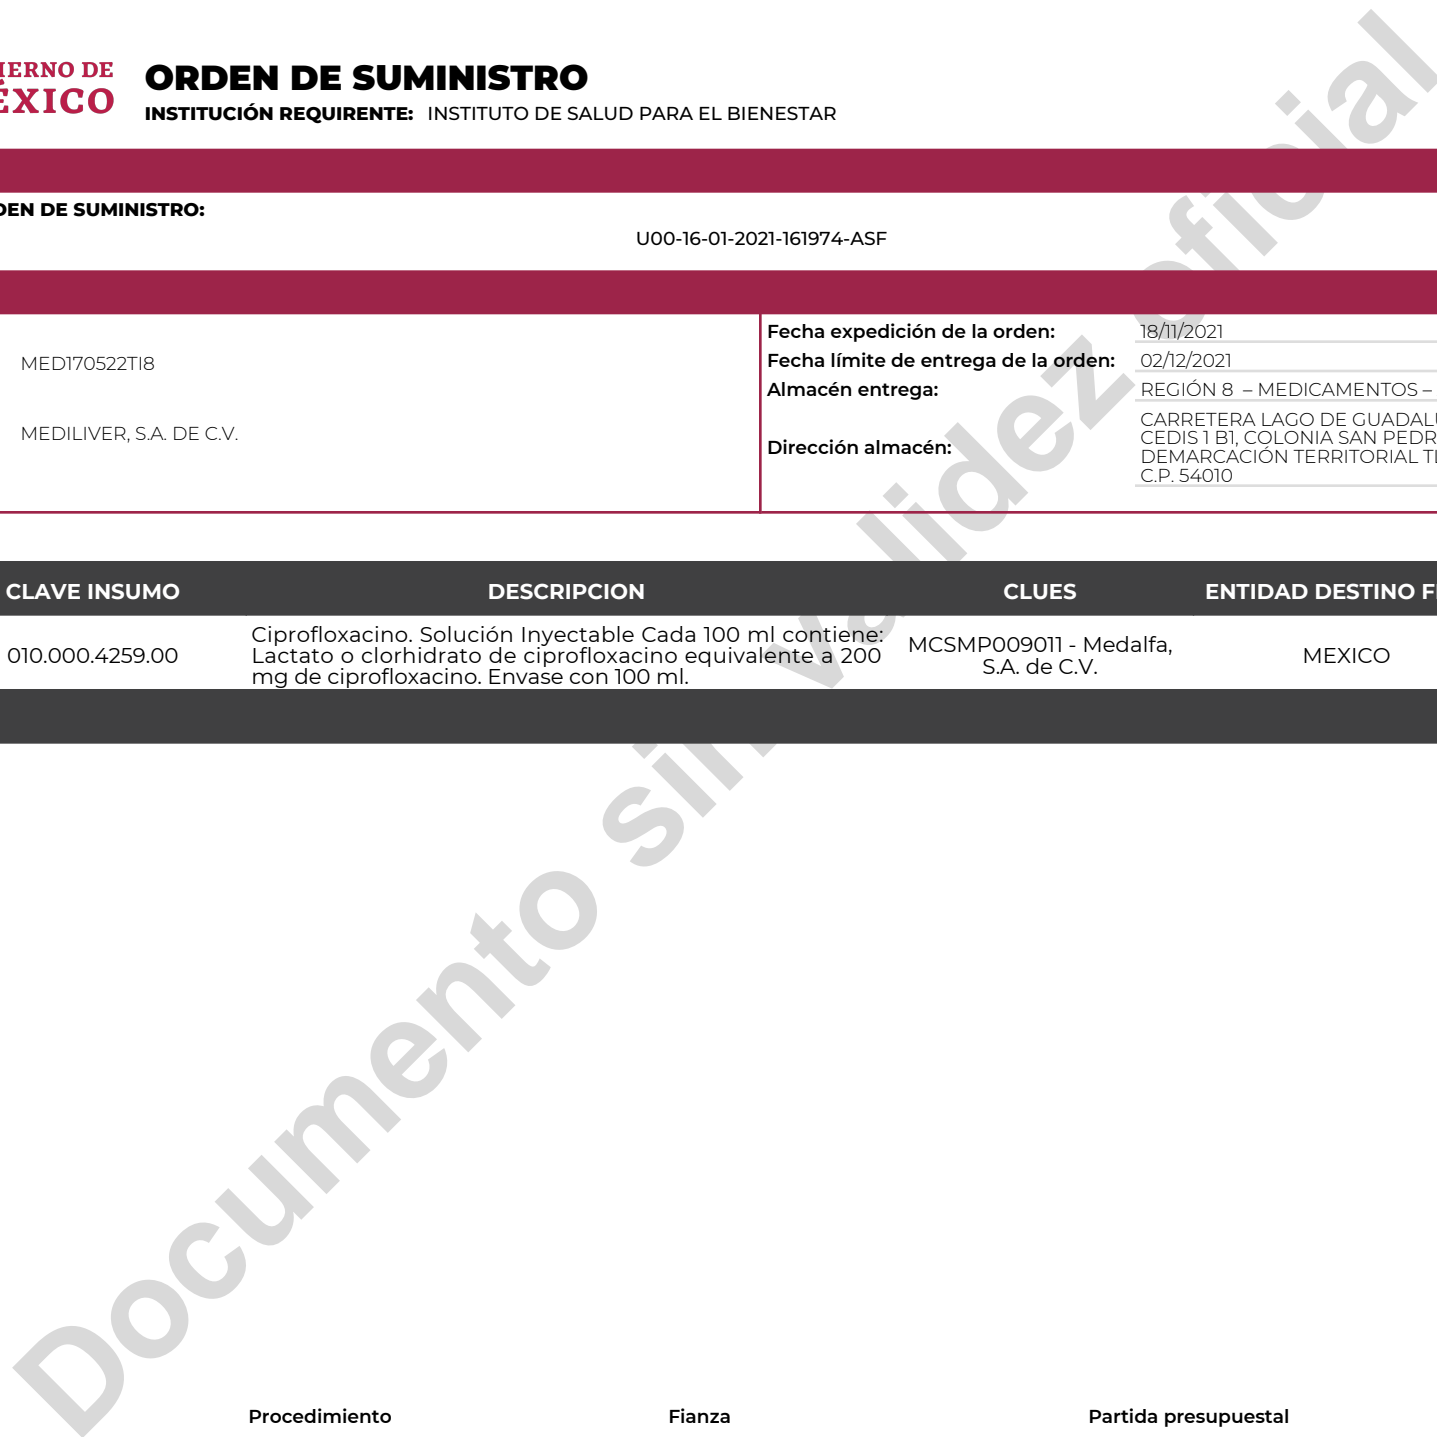 IERNO DE
ÉXICO
ORDEN DE SUMINISTRO
INSTITUCIÓN REQUIRENTE: INSTITUTO DE SALUD PARA EL BIENESTAR
DEN DE SUMINISTRO:
U00-16-01-2021-161974-ASF
MED170522TI8
MEDILIVER, S.A. DE C.V.
Fecha expedición de la orden: 18/11/2021
Fecha límite de entrega de la orden: 02/12/2021
Almacén entrega: REGIÓN 8 – MEDICAMENTOS –
Dirección almacén:
CARRETERA LAGO DE GUADALU
CEDIS 1 B1, COLONIA SAN PEDR
DEMARCACIÓN TERRITORIAL TL
C.P. 54010
CLAVE INSUMO DESCRIPCION CLUES ENTIDAD DESTINO FI
010.000.4259.00
Ciprofloxacino. Solución Inyectable Cada 100 ml contiene:
Lactato o clorhidrato de ciprofloxacino equivalente a 200
mg de ciprofloxacino. Envase con 100 ml.
MCSMP009011 - Medalfa,
S.A. de C.V.
MEXICO
Documento sin validez oficial
Procedimiento Fianza Partida presupuestal